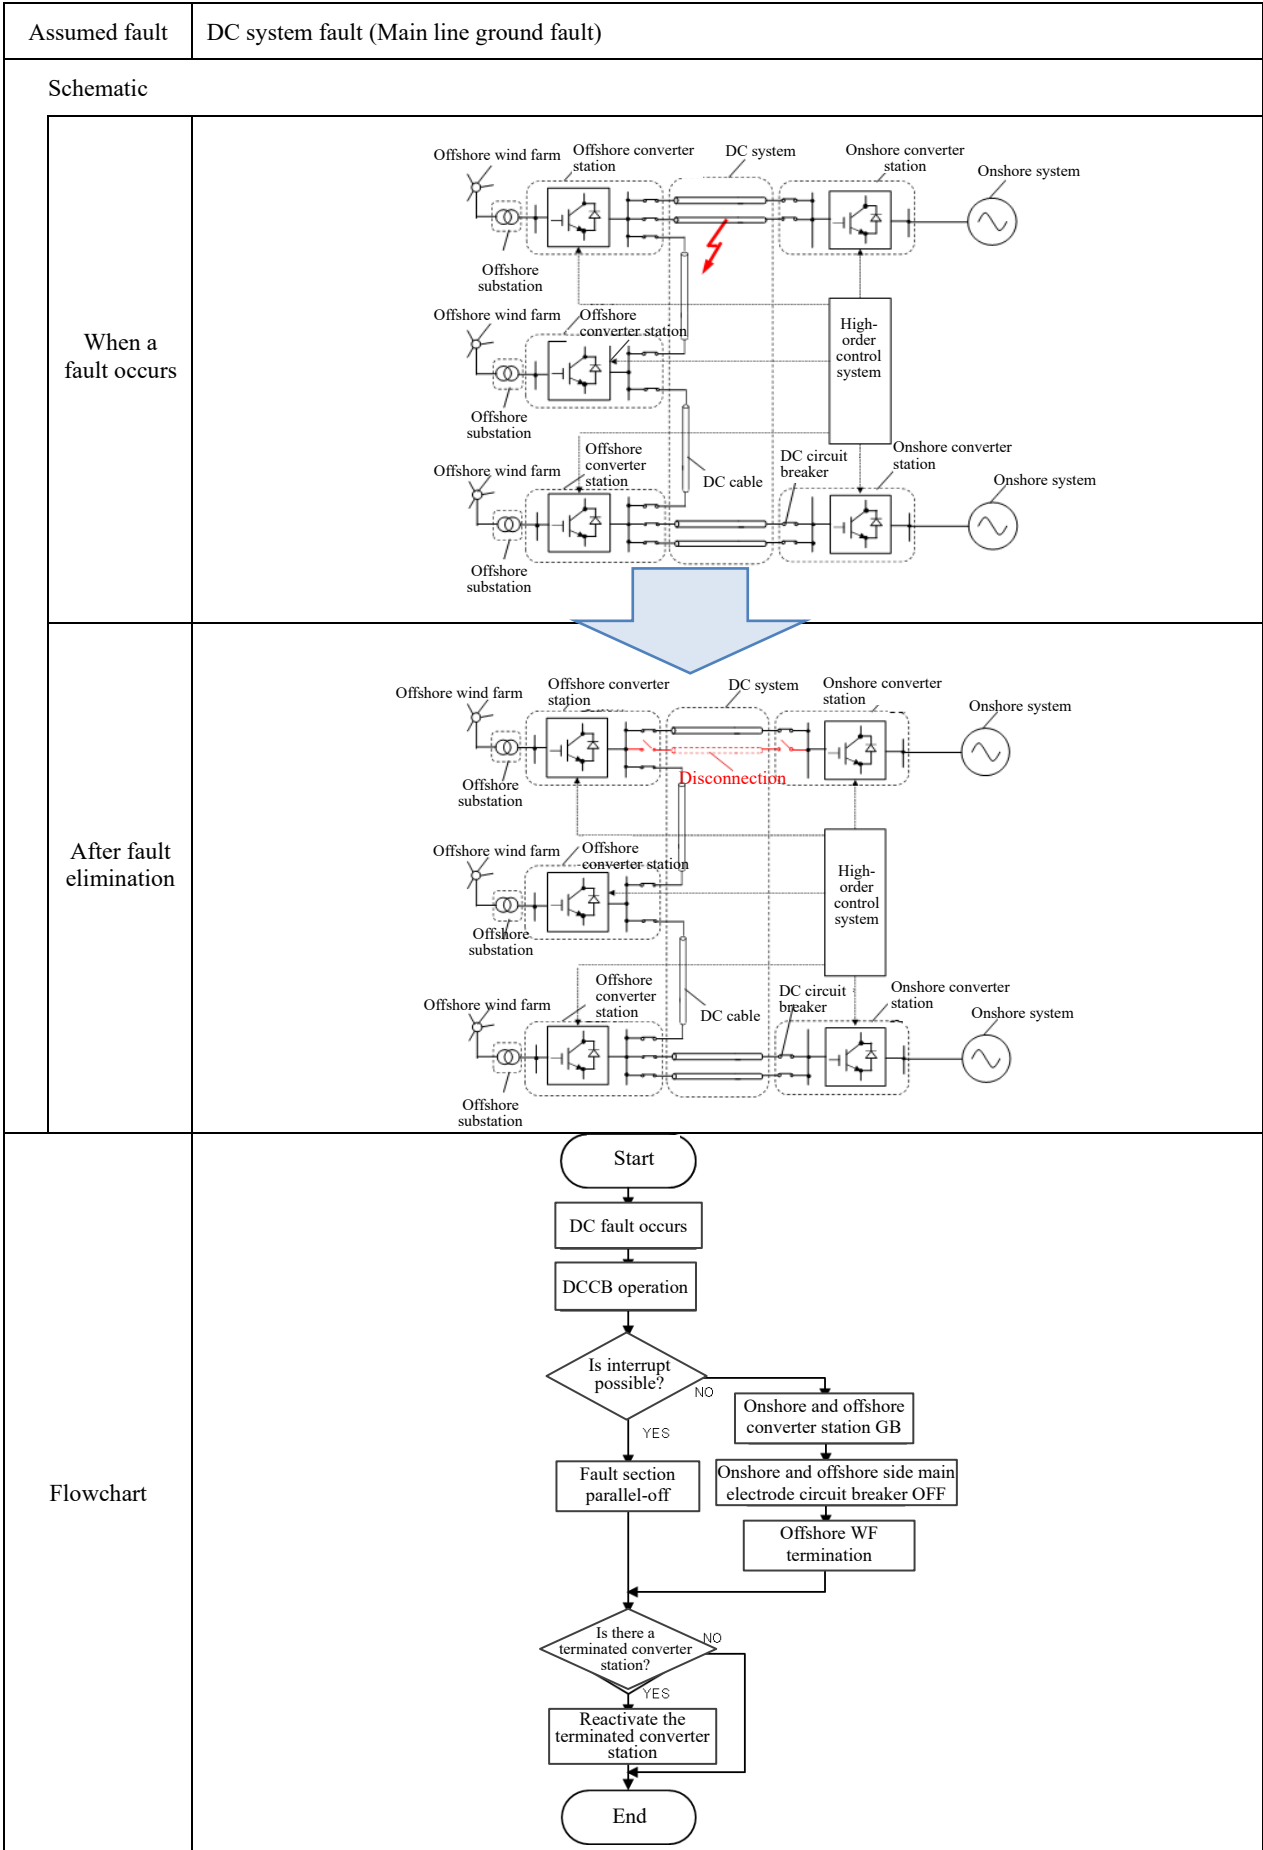 Assumed fault
DC system fault (Main line ground fault)
Schematic
When a
fault occurs
Offshore wind farm
Offshore converter
station
DC system
Onshore converter
station
Onshore system
Offshore
substation
Offshore wind farm
Offshore
converter station
High-
order
control
system
Offshore
substation
Offshore wind farm
Offshore
converter
station
DC cable
DC circuit
breaker
Onshore converter
station
Onshore system
Offshore
substation
After fault
elimination
Offshore wind farm
Offshore converter
station
DC system
Onshore converter
station
Onshore system
Disconnection
Offshore
substation
Offshore wind farm
Offshore
converter station
High-
order
control
system
Offshore
substation
Offshore wind farm
Offshore
converter
station
DC cable
DC circuit
breaker
Onshore converter
station
Onshore system
Offshore
substation
Flowchart
Start
DC fault occurs
DCCB operation
Is interrupt
possible?
NO
YES
Onshore and offshore
converter station GB
Fault section
parallel-off
Onshore and offshore side main
electrode circuit breaker OFF
Offshore WF
termination
Is there a
terminated converter
station?
NO
YES
Reactivate the
terminated converter
station
End